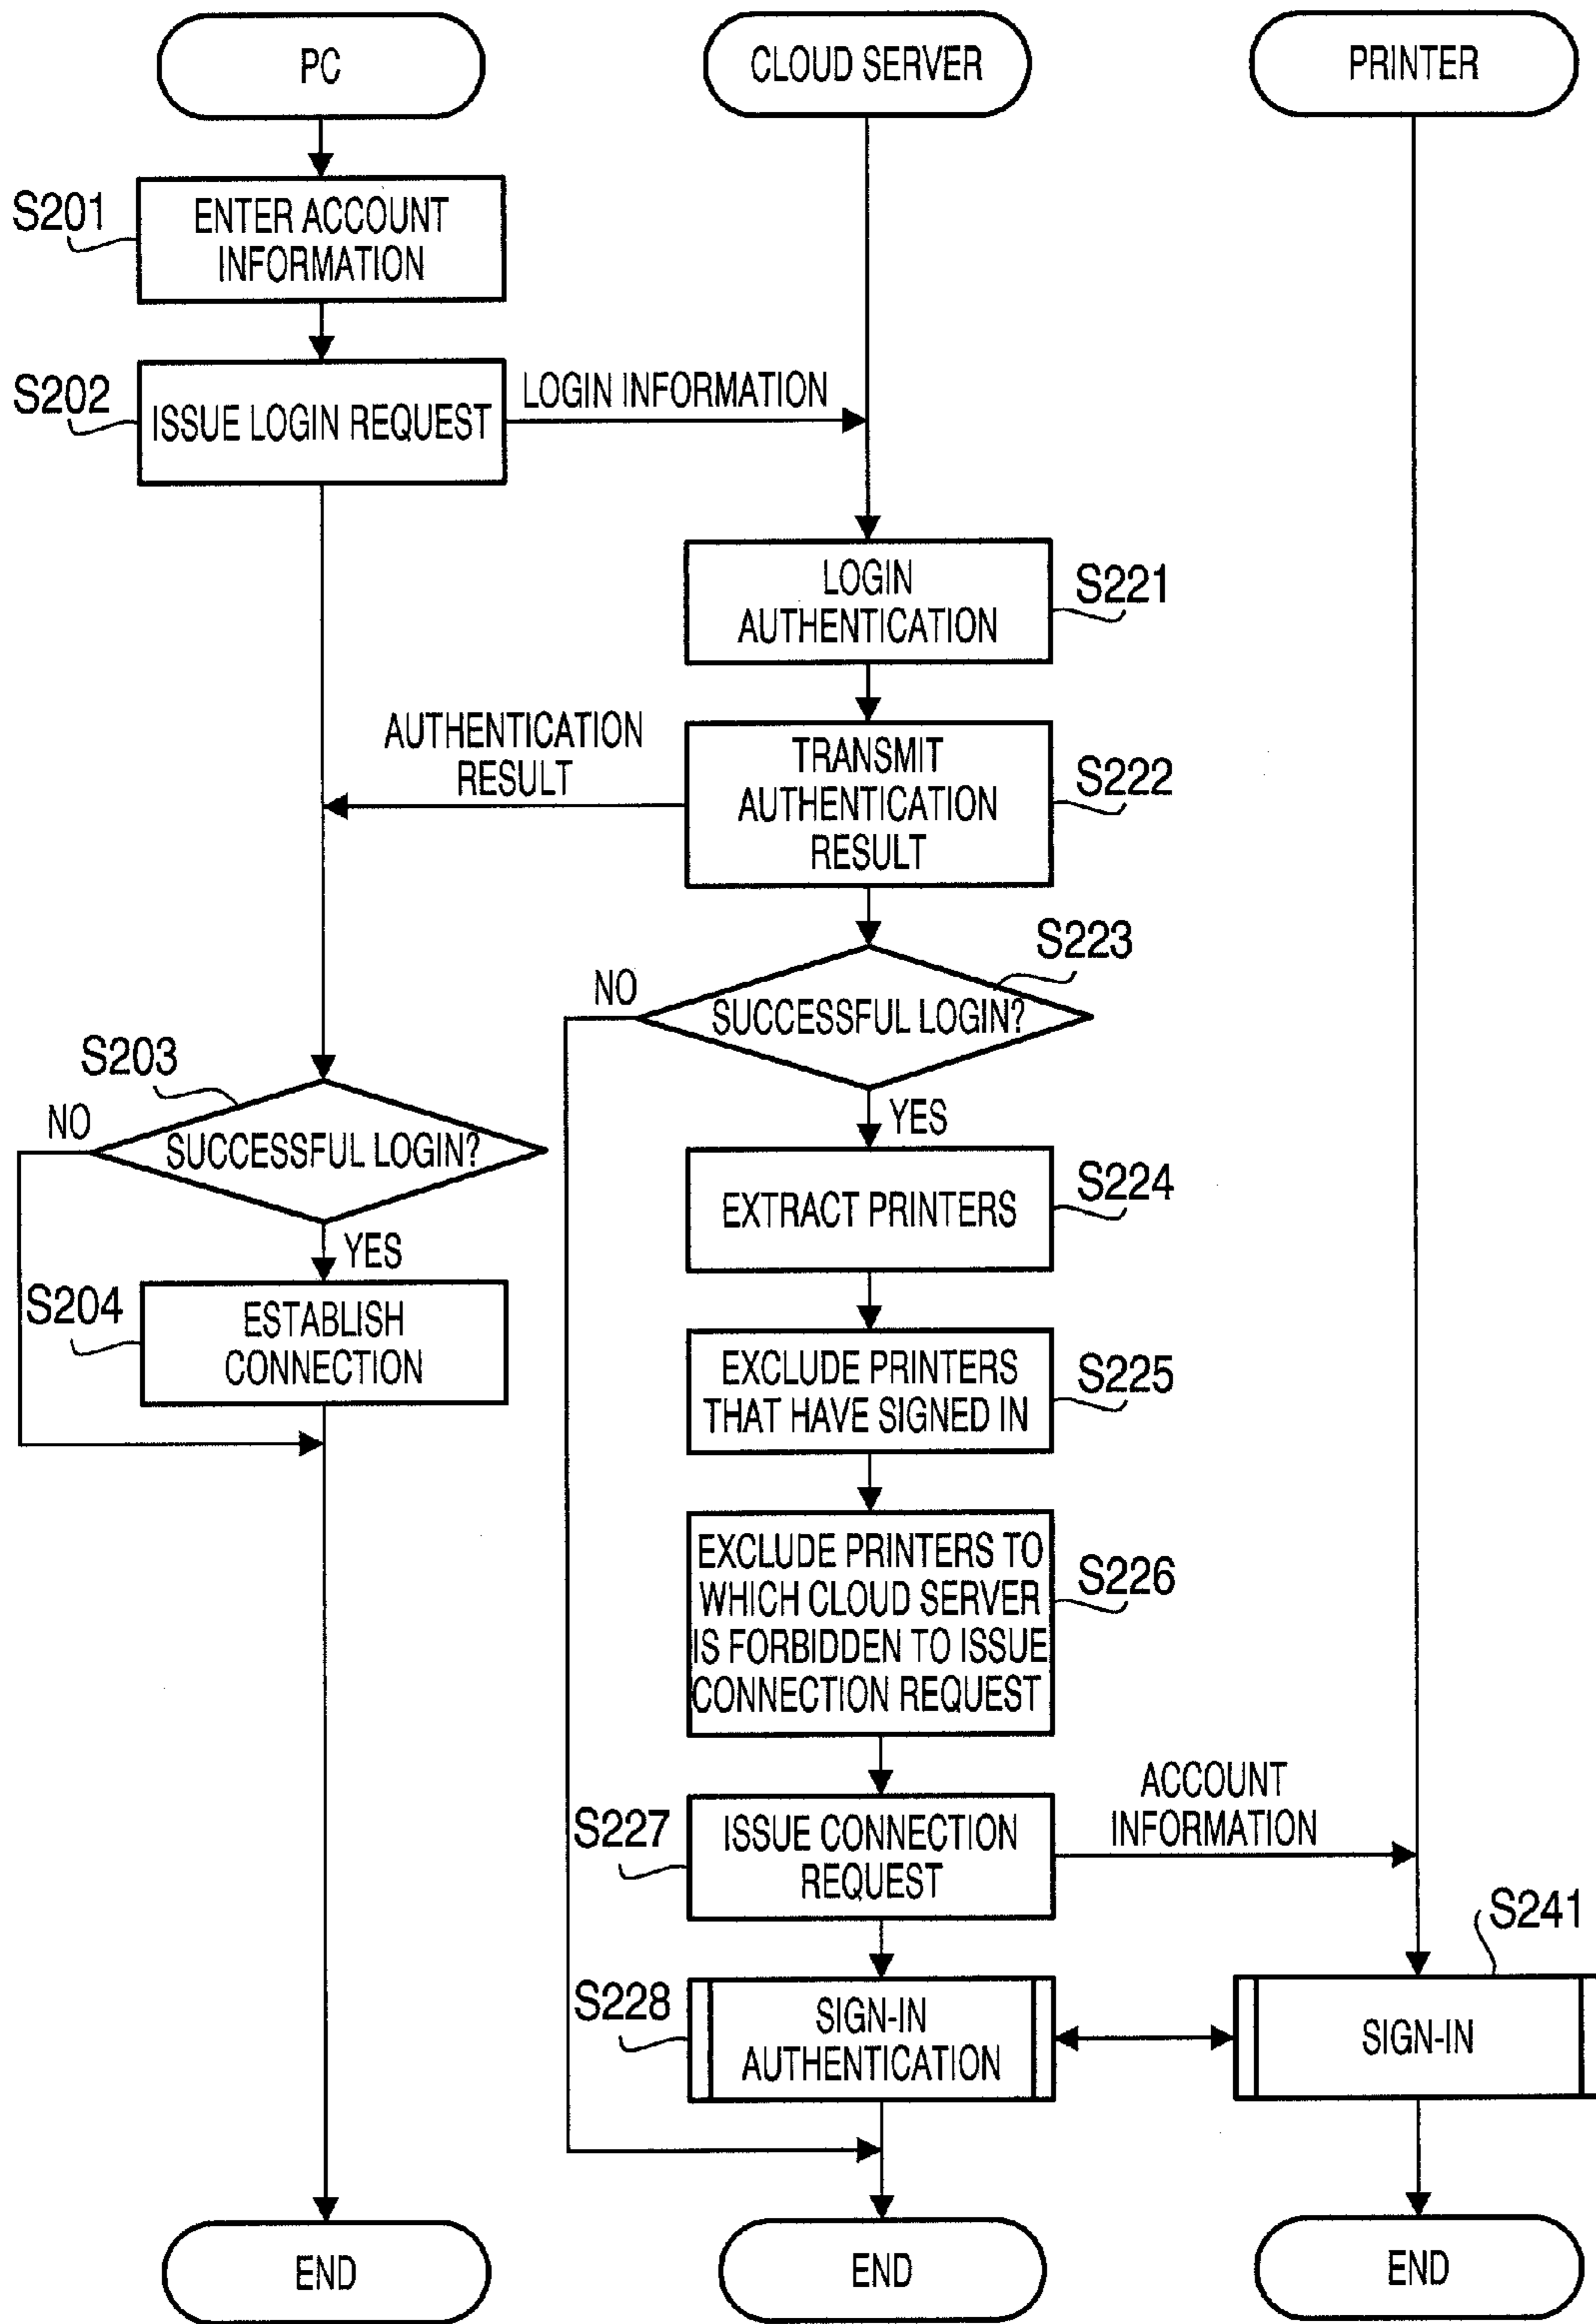 PC
CLOUD SERVER
PRINTER
S201
ENTER ACCOUNT
INFORMATION
S202
ISSUE LOGIN REQUEST
LOGIN INFORMATION
LOGIN
AUTHENTICATION
S221
AUTHENTICATION
RESULT
TRANSMIT
AUTHENTICATION
RESULT
S222
S223
NO
SUCCESSFUL LOGIN?
YES
S203
NO
SUCCESSFUL LOGIN?
YES
S204
ESTABLISH
CONNECTION
EXTRACT PRINTERS
S224
EXCLUDE PRINTERS
THAT HAVE SIGNED IN
S225
EXCLUDE PRINTERS TO
WHICH CLOUD SERVER
IS FORBIDDEN TO ISSUE
CONNECTION REQUEST
S226
S227
ISSUE CONNECTION
REQUEST
ACCOUNT
INFORMATION
S228
SIGN-IN
AUTHENTICATION
S241
SIGN-IN
END
END
END